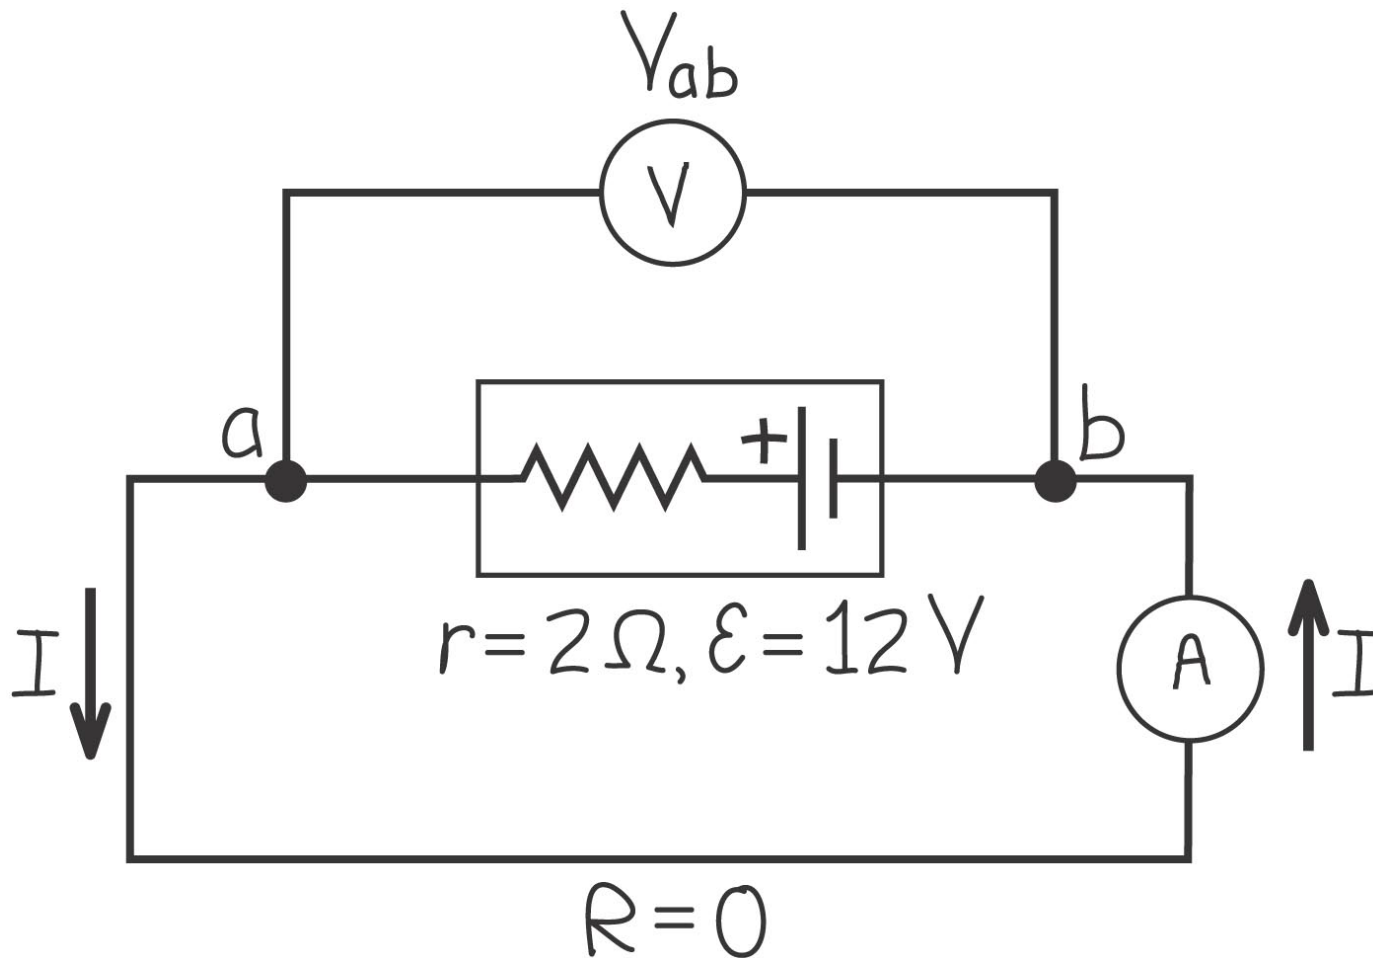 Vab
V
a
b
+
r = 2Ω, ε = 12 V
I
A
I
R = 0